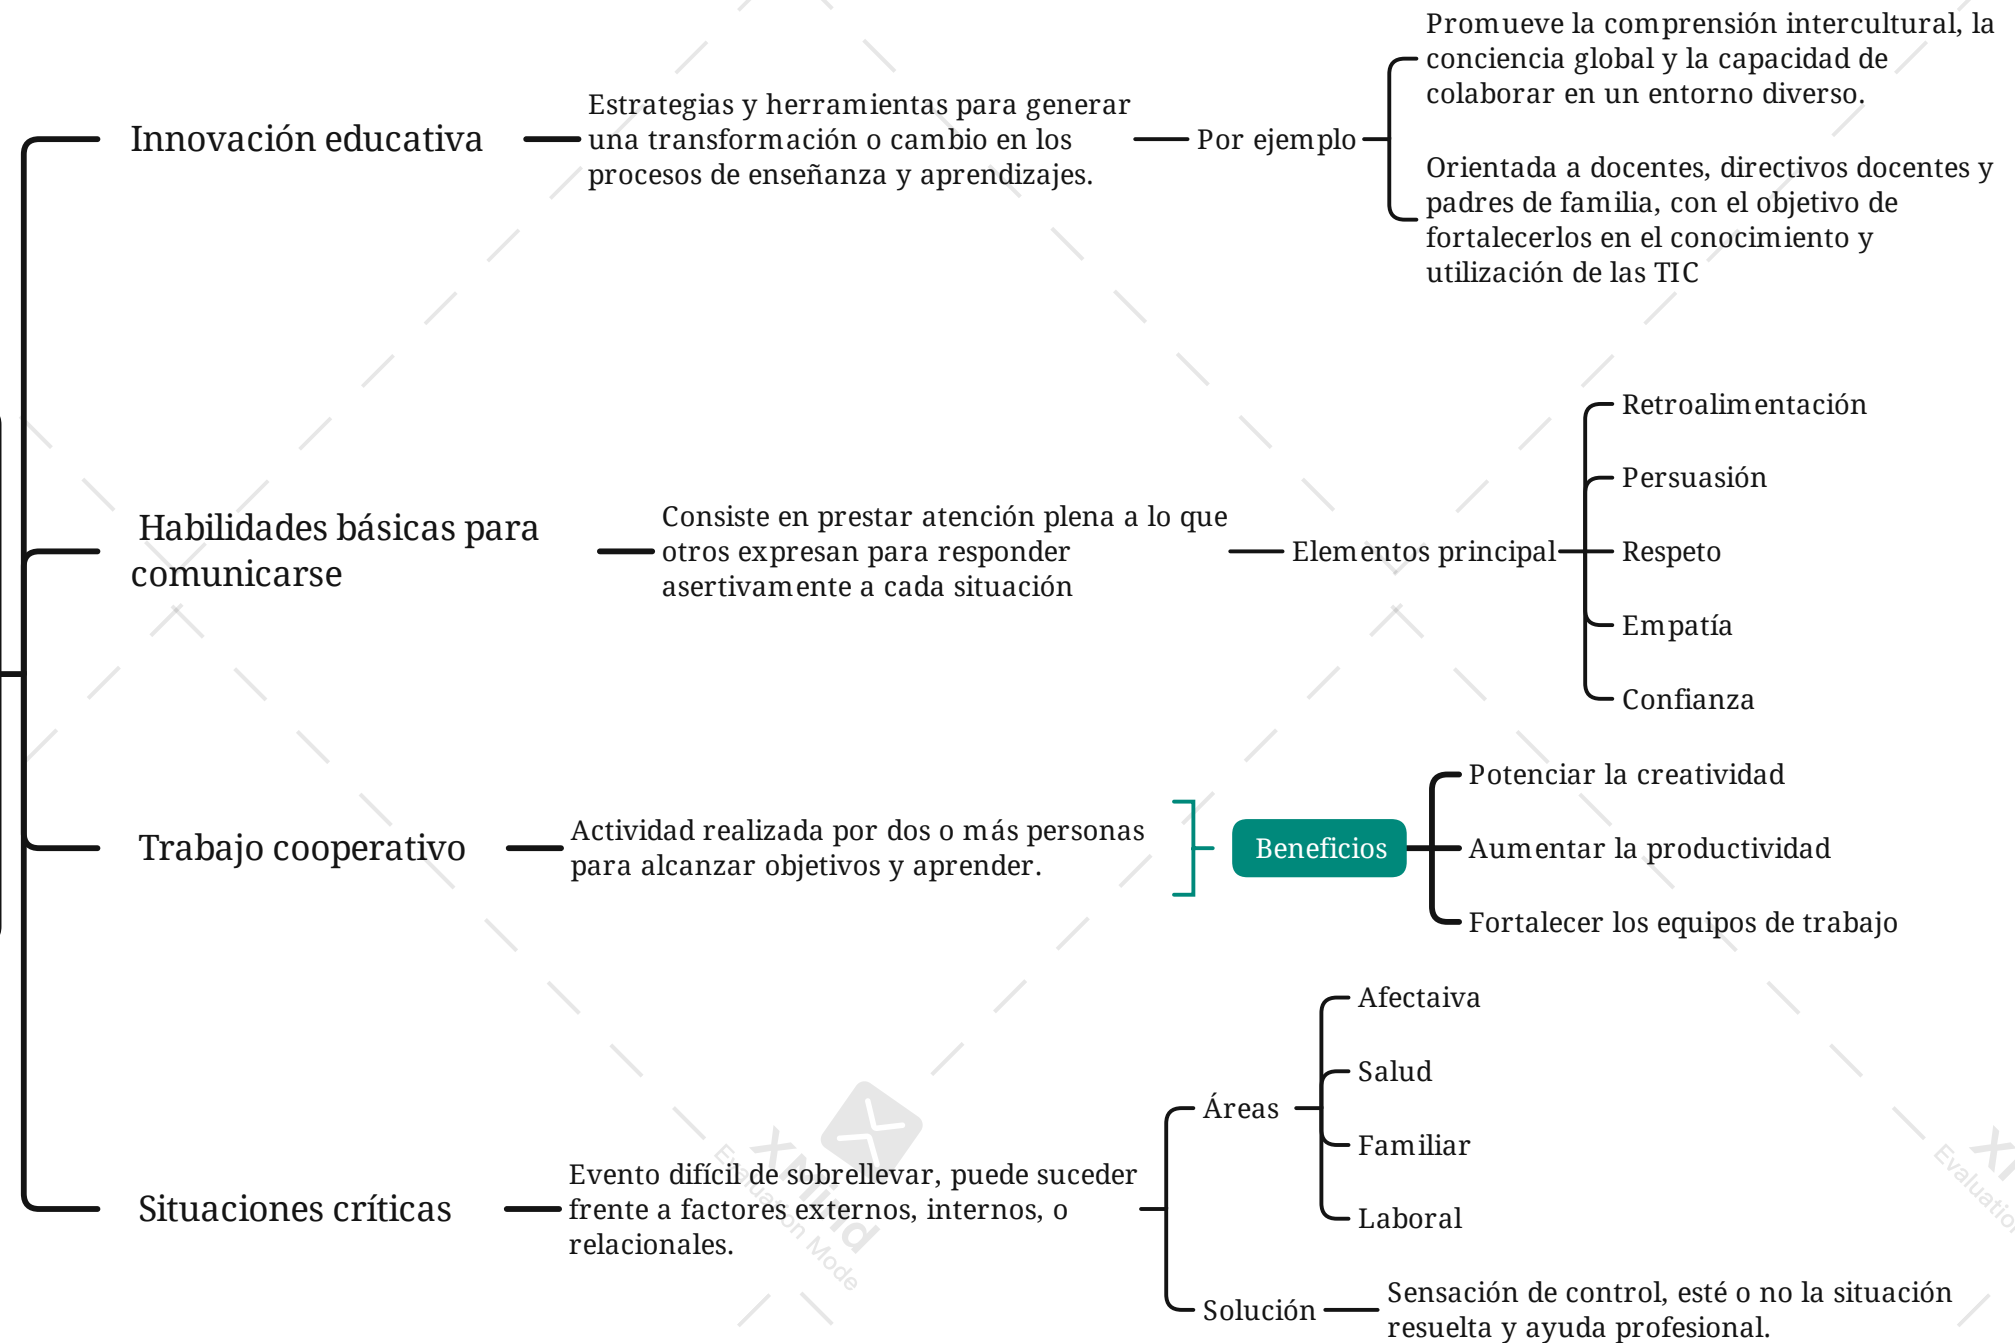 Innovación educativa
Estrategias y herramientas para generar
una transformación o cambio en los
procesos de enseñanza y aprendizajes.
Por ejemplo
Promueve la comprensión intercultural, la
conciencia global y la capacidad de
colaborar en un entorno diverso.
Orientada a docentes, directivos docentes y
padres de familia, con el objetivo de
fortalecerlos en el conocimiento y
utilización de las TIC
Habilidades básicas para
comunicarse
Consiste en prestar atención plena a lo que
otros expresan para responder
asertivamente a cada situación
Elementos principal
Retroalimentación
Persuasión
Respeto
Empatía
Confianza
Trabajo cooperativo
Actividad realizada por dos o más personas
para alcanzar objetivos y aprender.
Beneficios
Potenciar la creatividad
Aumentar la productividad
Fortalecer los equipos de trabajo
Situaciones críticas
Evento difícil de sobrellevar, puede suceder
frente a factores externos, internos, o
relacionales.
Áreas
Afectaiva
Salud
Familiar
Laboral
Solución
Sensación de control, esté o no la situación
resuelta y ayuda profesional.
XMind
Evaluation Mode